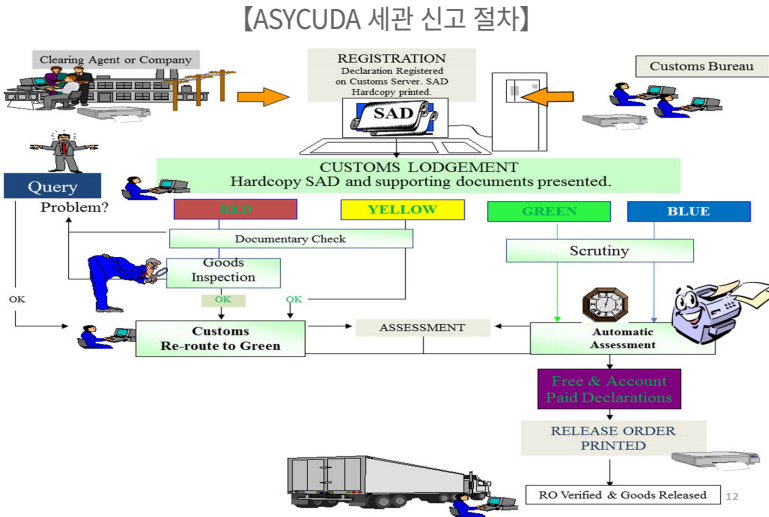 【ASYCUDA 세관 신고 절차】
Clearing Agent or Company
REGISTRATION
Declaration Registered
on Customs Server. SAD
Hardcopy printed.
Customs Bureau
SAD
CUSTOMS LODGEMENT
Hardcopy SAD and supporting documents presented.
Query
Problem?
RED
YELLOW
GREEN
BLUE
Documentary Check
Scrutiny
Goods
Inspection
OK
OK
OK
Customs
Re-route to Green
ASSESSMENT
Automatic
Assessment
Free & Account
Paid Declarations
RELEASE ORDER
PRINTED
RO Verified & Goods Released
12